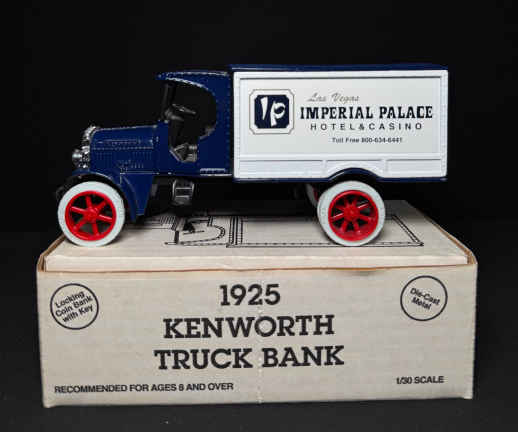 Las Vegas
IP
IMPERIAL PALACE
HOTEL & CASINO
Toll Free 800-634-6441
Locking
Coin Bank
with Key
1925
KENWORTH
TRUCK BANK
Die-Cast
Metal
RECOMMENDED FOR AGES 8 AND OVER
1/30 SCALE